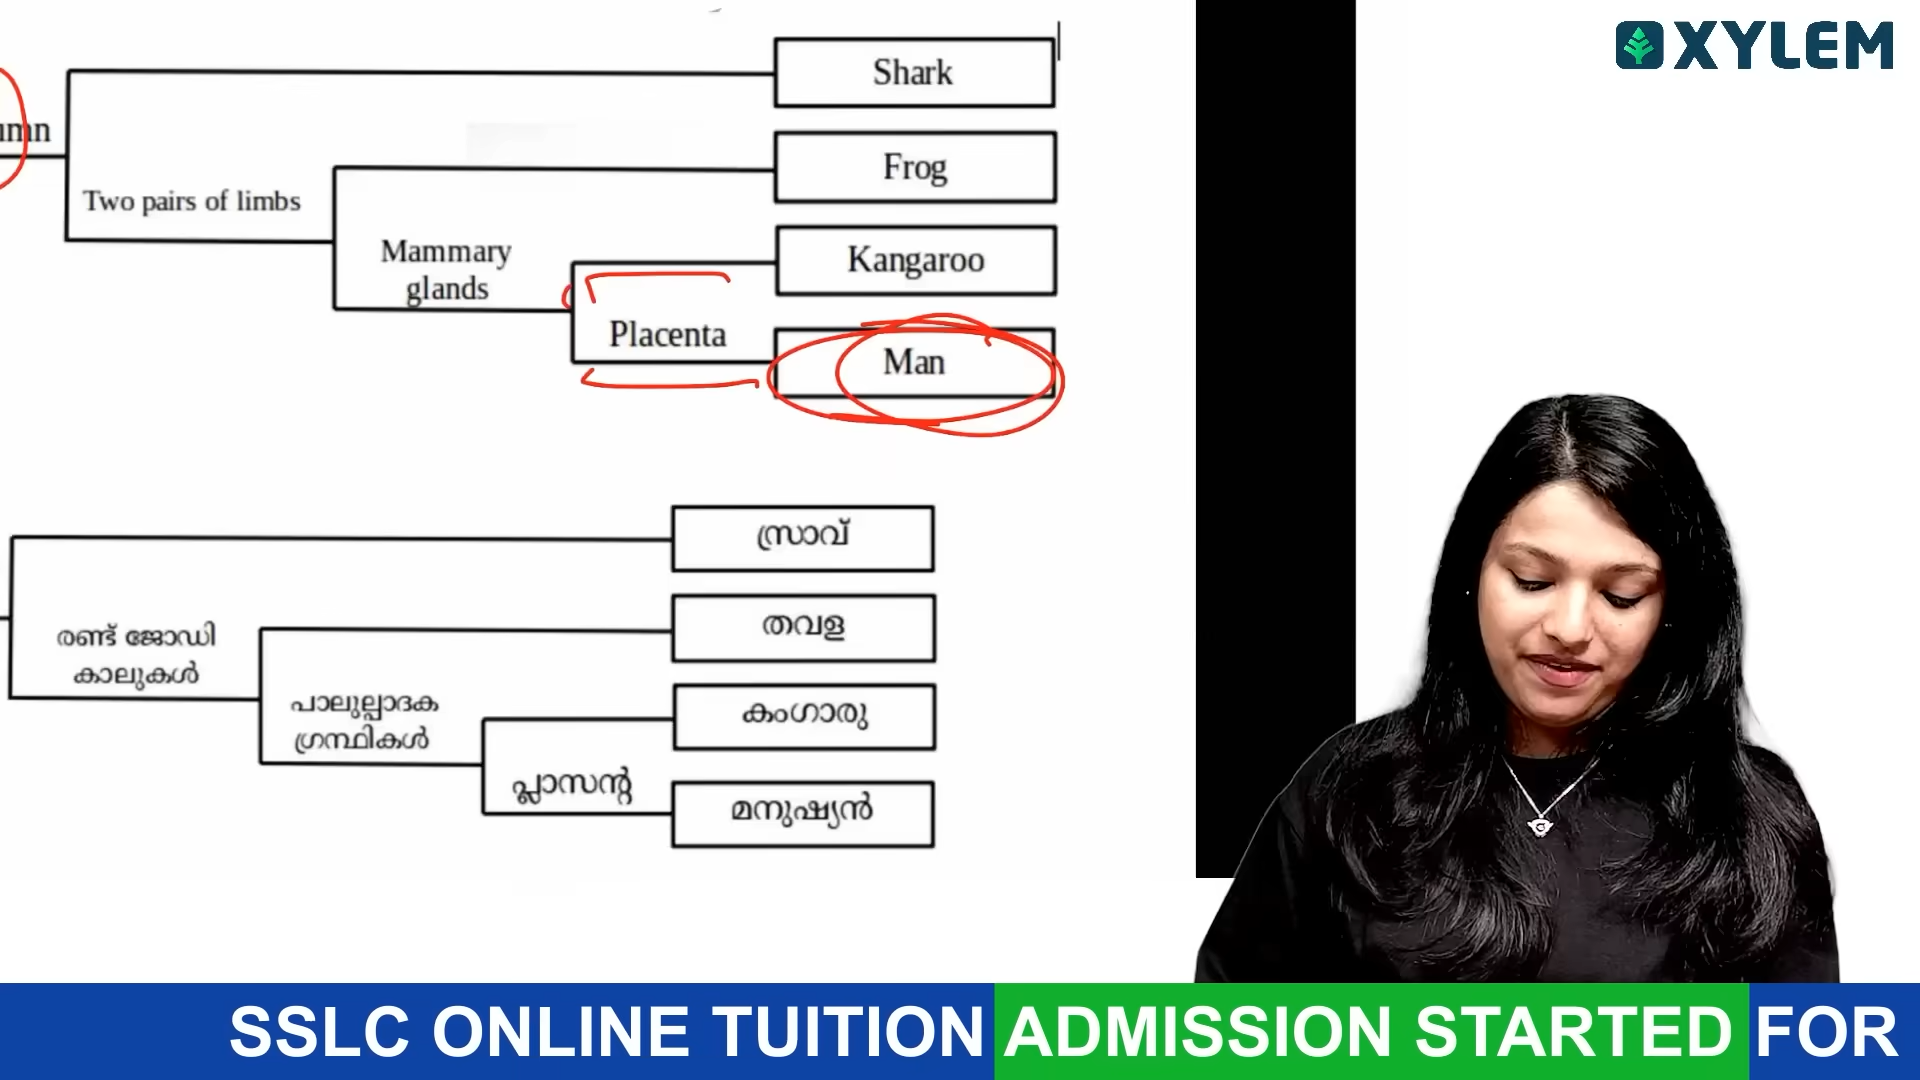 XYLEM
Shark
Frog
Two pairs of limbs
Mammary
glands
Kangaroo
Placenta
Man
സ്രാവ്
തവള
രണ്ട് ജോഡി
കാലുകൾ
പാലുല്പാദക
ഗ്രന്ഥികൾ
കംഗാരു
പ്ലാസന്റ
മനുഷ്യൻ
SSLC ONLINE TUITION ADMISSION STARTED FOR